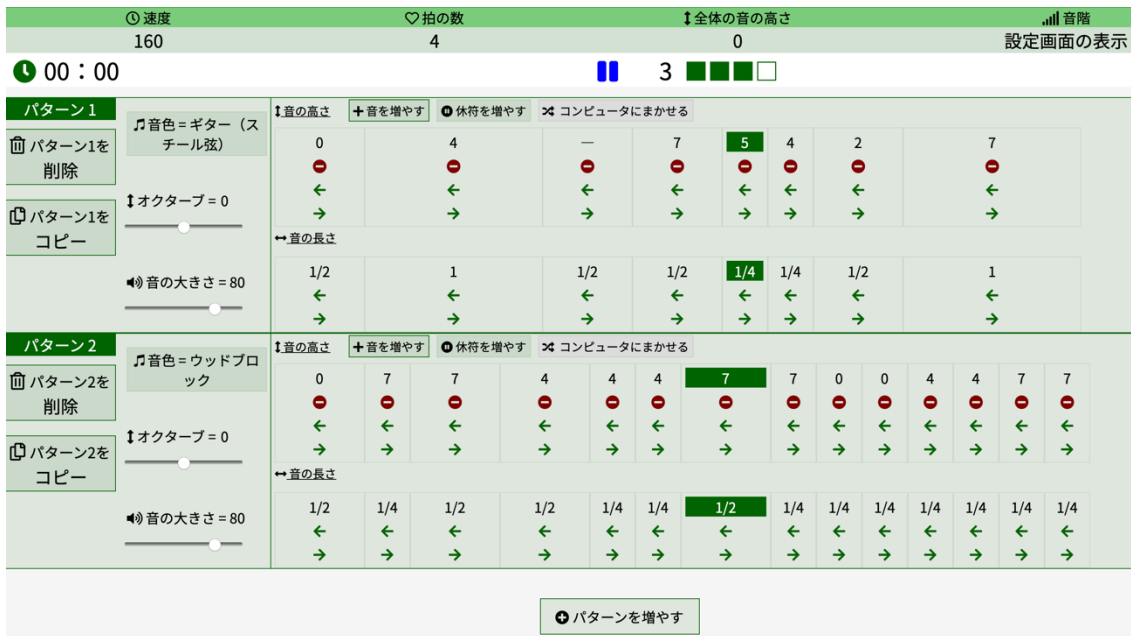 速度 拍の数 全体の音の高さ 音階
160 4 0 設定画面の表示
00：00 3
パターン 1
パターン1を
削除
パターン1を
コピー
音色＝ギター（ス
チール弦）
オクターブ = 0
音の大きさ = 80
音の高さ 音を増やす 休符を増やす コンピュータにまかせる
0 4 — 7 5 4 2 7
音の長さ
1/2 1 1/2 1/2 1/4 1/4 1/2 1
パターン 2
パターン2を
削除
パターン2を
コピー
音色＝ウッドブロ
ック
オクターブ = 0
音の大きさ = 80
音の高さ 音を増やす 休符を増やす コンピュータにまかせる
0 7 7 4 4 4 7 7 0 0 4 4 7 7
音の長さ
1/2 1/4 1/2 1/2 1/4 1/4 1/2 1/4 1/4 1/4 1/4 1/4 1/4 1/4
パターンを増やす